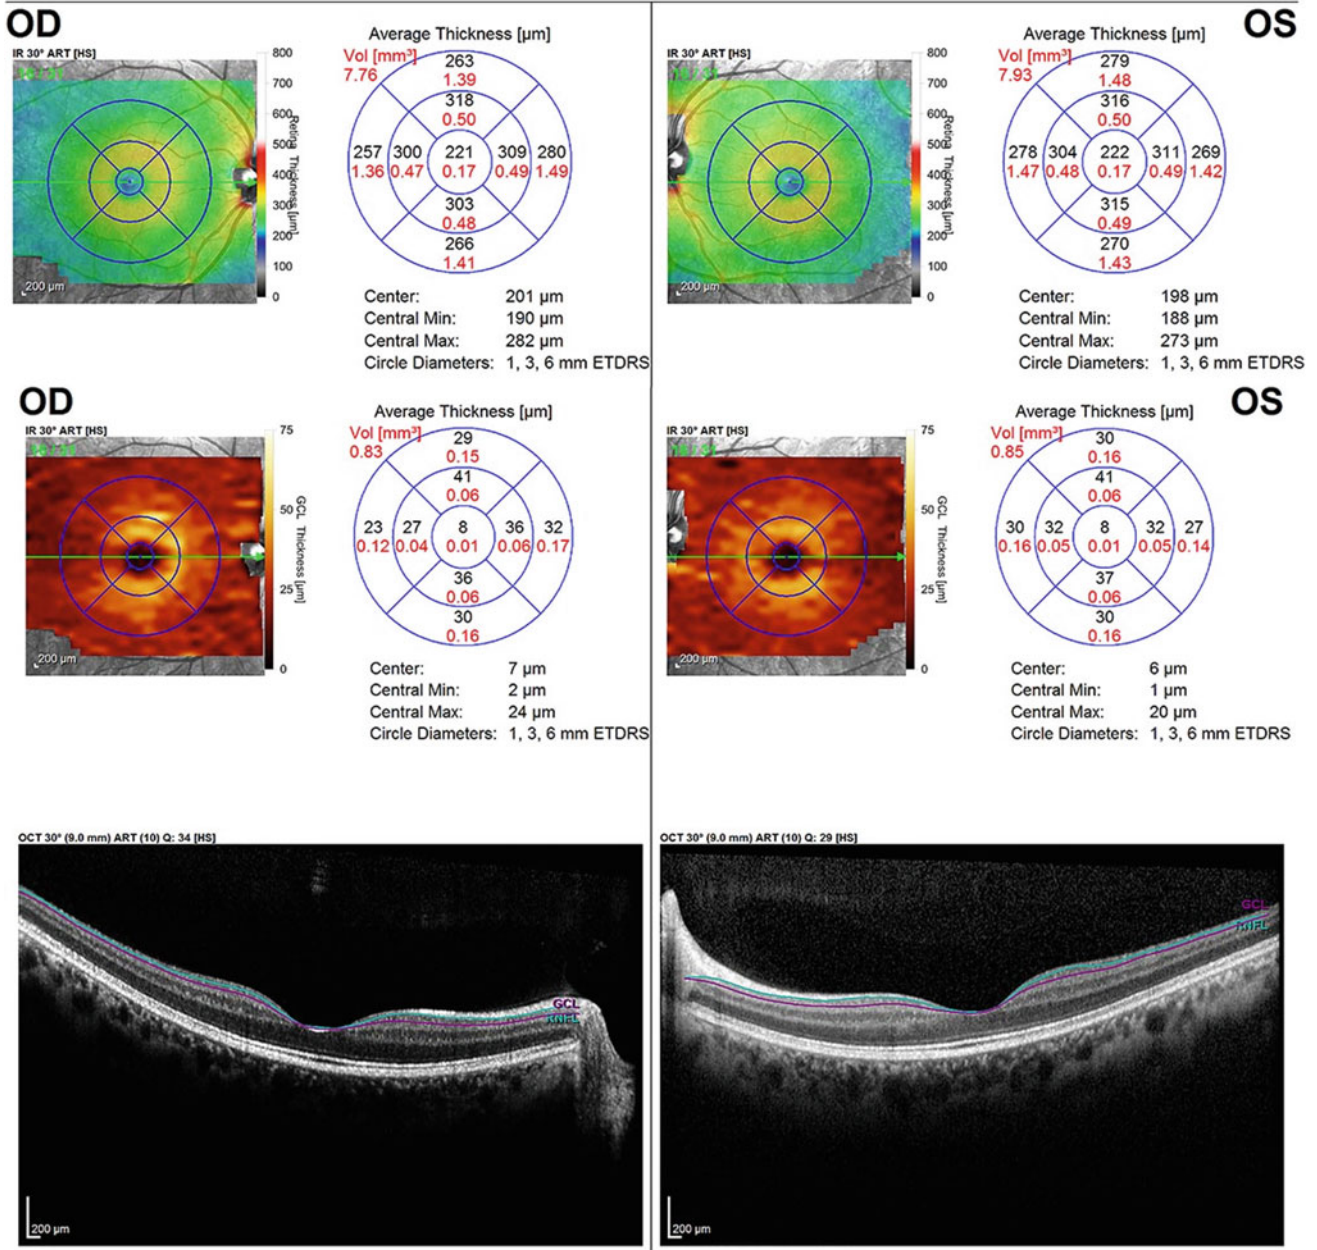 OD
IR 30° ART [HS]
800
700
600
500
400
300
200
100
0
Retina Thickness [µm]
200 µm
Average Thickness [µm]
Vol [mm³]
7.76
263
1.39
318
0.50
257 300 221 309 280
1.36 0.47 0.17 0.49 1.49
303
0.48
266
1.41
Center: 201 µm
Central Min: 190 µm
Central Max: 282 µm
Circle Diameters: 1, 3, 6 mm ETDRS
OS
IR 30° ART [HS]
800
700
600
500
400
300
200
100
0
Retina Thickness [µm]
200 µm
Average Thickness [µm]
Vol [mm³]
7.93
279
1.48
316
0.50
278 304 222 311 269
1.47 0.48 0.17 0.49 1.42
315
0.49
270
1.43
Center: 198 µm
Central Min: 188 µm
Central Max: 273 µm
Circle Diameters: 1, 3, 6 mm ETDRS
OD
IR 30° ART [HS]
75
50
25
0
GCL Thickness [µm]
200 µm
Average Thickness [µm]
Vol [mm³]
0.83
29
0.15
41
0.06
23 27 8 36 32
0.12 0.04 0.01 0.06 0.17
36
0.06
30
0.16
Center: 7 µm
Central Min: 2 µm
Central Max: 24 µm
Circle Diameters: 1, 3, 6 mm ETDRS
OS
IR 30° ART [HS]
75
50
25
0
GCL Thickness [µm]
200 µm
Average Thickness [µm]
Vol [mm³]
0.85
30
0.16
41
0.06
30 32 8 32 27
0.16 0.05 0.01 0.05 0.14
37
0.06
30
0.16
Center: 6 µm
Central Min: 1 µm
Central Max: 20 µm
Circle Diameters: 1, 3, 6 mm ETDRS
OCT 30° (9.0 mm) ART (10) Q: 34 [HS]
GCL
RNFL
200 µm
OCT 30° (9.0 mm) ART (10) Q: 29 [HS]
GCL
RNFL
200 µm